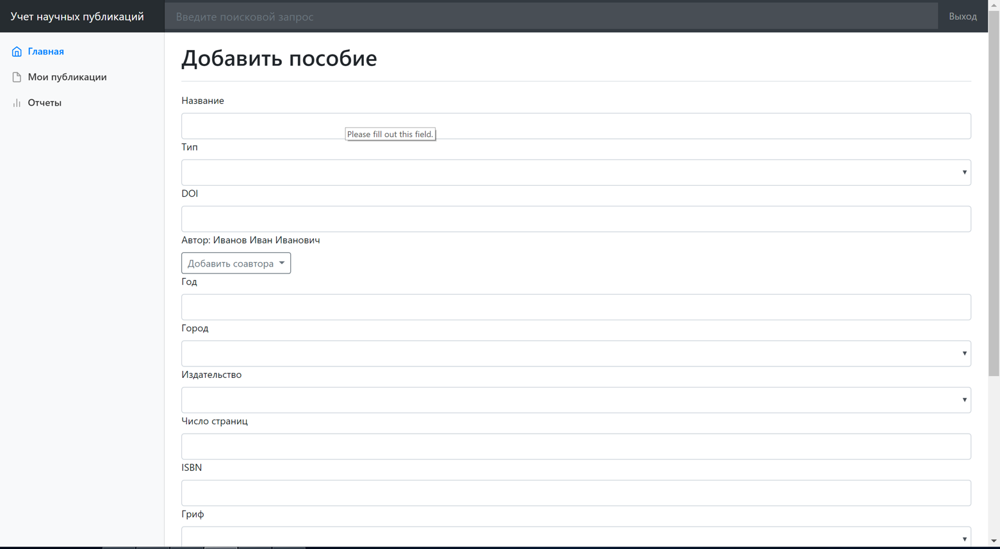 Учет научных публикаций
Введите поисковой запрос
Выход
Главная
Мои публикации
Отчеты
Добавить пособие
Название
Please fill out this field.
Тип
DOI
Автор: Иванов Иван Иванович
Добавить соавтора
Год
Город
Издательство
Число страниц
ISBN
Гриф